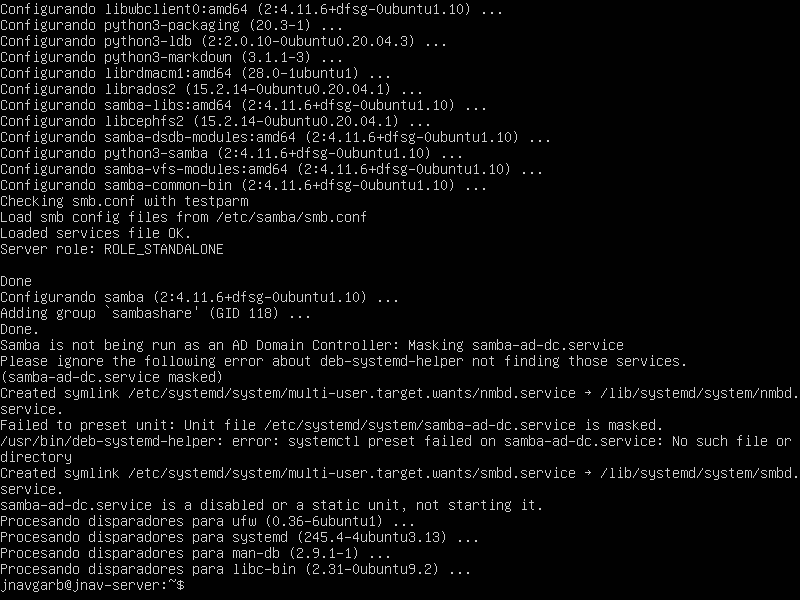 Configurando libwbclient0:amd64 (2:4.11.6+dfsg-0ubuntu1.10) ...
Configurando python3-packaging (20.3-1) ...
Configurando python3-ldb (2:2.0.10-0ubuntu0.20.04.3) ...
Configurando python3-markdown (3.1.1-3) ...
Configurando librdmacm1:amd64 (28.0-1ubuntu1) ...
Configurando librados2 (15.2.14-0ubuntu0.20.04.1) ...
Configurando samba-libs:amd64 (2:4.11.6+dfsg-0ubuntu1.10) ...
Configurando libcephfs2 (15.2.14-0ubuntu0.20.04.1) ...
Configurando samba-dsdb-modules:amd64 (2:4.11.6+dfsg-0ubuntu1.10) ...
Configurando python3-samba (2:4.11.6+dfsg-0ubuntu1.10) ...
Configurando samba-vfs-modules:amd64 (2:4.11.6+dfsg-0ubuntu1.10) ...
Configurando samba-common-bin (2:4.11.6+dfsg-0ubuntu1.10) ...
Checking smb.conf with testparm
Load smb config files from /etc/samba/smb.conf
Loaded services file OK.
Server role: ROLE_STANDALONE
Done
Configurando samba (2:4.11.6+dfsg-0ubuntu1.10) ...
Adding group `sambashare' (GID 118) ...
Done.
Samba is not being run as an AD Domain Controller: Masking samba-ad-dc.service
Please ignore the following error about deb-systemd-helper not finding those services.
(samba-ad-dc.service masked)
Created symlink /etc/systemd/system/multi-user.target.wants/nmbd.service → /lib/systemd/system/nmbd.
service.
Failed to preset unit: Unit file /etc/systemd/system/samba-ad-dc.service is masked.
/usr/bin/deb-systemd-helper: error: systemctl preset failed on samba-ad-dc.service: No such file or
directory
Created symlink /etc/systemd/system/multi-user.target.wants/smbd.service → /lib/systemd/system/smbd.
service.
samba-ad-dc.service is a disabled or a static unit, not starting it.
Procesando disparadores para ufw (0.36-6ubuntu1) ...
Procesando disparadores para systemd (245.4-4ubuntu3.13) ...
Procesando disparadores para man-db (2.9.1-1) ...
Procesando disparadores para libc-bin (2.31-0ubuntu9.2) ...
jnavgarb@jnav-server:~$